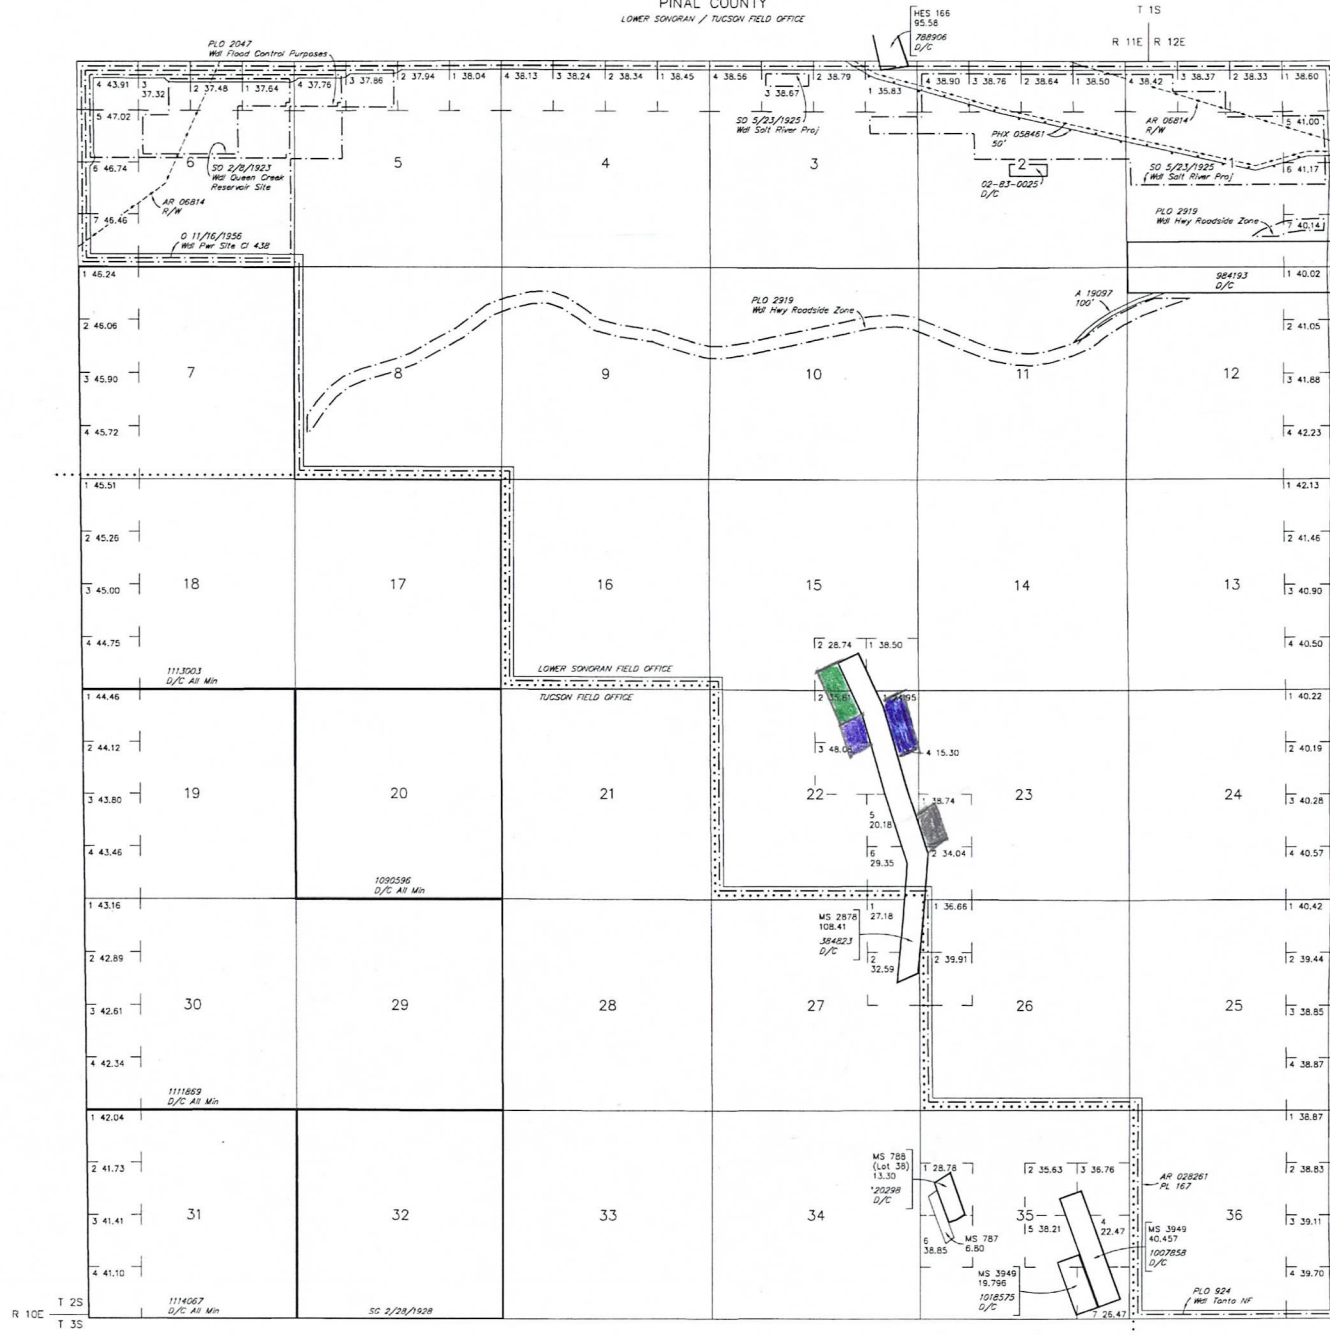 PINAL COUNTY
LOWER SONORAN / TUCSON FIELD OFFICE
HES 166
95.58
788906
D/C
T 1S
R 11E R 12E
PLO 2047
Wdl Flood Control Purposes
4 43.91
3
37.32
2 37.48
1 37.64
4 37.76
3 37.86
2 37.94
1 38.04
4 38.13
3 38.24
2 38.34
1 38.45
4 38.56
3 38.67
2 38.79
1 35.83
4 38.90
3 38.76
2 38.64
1 38.50
4 38.42
3 38.37
2 38.33
1 38.60
5 47.02
SO 5/23/1925
Wdl Salt River Proj
PHX 058461
50'
AR 06814
R/W
5 41.00
6 46.74
6
5
4
3
2
1
SO 2/8/1923
Wdl Queen Creek
Reservoir Site
02-83-0025
D/C
SO 5/23/1925
Wdl Salt River Proj
6 41.17
AR 06814
R/W
7 46.46
PLO 2919
Wdl Hwy Roadside Zone
7 40.14
O 11/16/1956
Wdl Pwr Site Cl 438
1 46.24
984193
D/C
1 40.02
PLO 2919
Wdl Hwy Roadside Zone
A 19097
100'
2 46.06
2 41.05
3 45.90
7
8
9
10
11
12
3 41.88
4 45.72
4 42.23
1 45.51
1 42.13
2 45.26
2 41.46
3 45.00
18
17
16
15
14
13
3 40.90
4 44.75
2 28.74
1 38.50
4 40.50
1113003
D/C All Min
LOWER SONORAN FIELD OFFICE
TUCSON FIELD OFFICE
1 44.46
2 35.61
1 40.22
2 44.12
3 48.0
4 15.30
2 40.19
3 43.80
19
20
21
22
1 38.74
23
24
3 40.28
5
20.18
4 43.46
6
29.35
2 34.04
4 40.57
1090596
D/C All Min
1 43.16
1
27.18
1 36.66
1 40.42
MS 2878
108.41
384823
D/C
2 42.89
2
32.59
2 39.91
2 39.44
3 42.61
30
29
28
27
26
25
3 38.85
4 42.34
4 38.87
1111869
D/C All Min
1 42.04
1 38.87
2 41.73
MS 788
(Lot 38)
13.30
*20298
D/C
1 28.78
2 35.63
3 36.76
AR 028261
PL 167
2 38.83
3 41.41
31
32
33
34
35
36
3 39.11
5 38.21
4
22.47
MS 3949
40.457
1007858
D/C
6
38.85
MS 787
6.80
4 41.10
MS 3949
19.796
1018575
D/C
4 39.70
PLO 924
Wdl Tonto NF
1114067
D/C All Min
SG 2/28/1928
7 26.47
R 10E
T 2S
T 3S